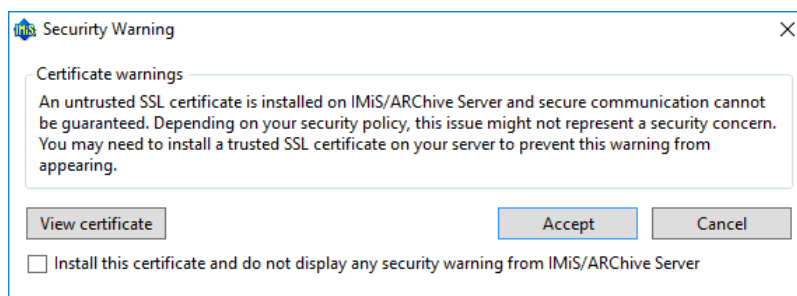 IMiS Securirty Warning
Certificate warnings
An untrusted SSL certificate is installed on IMiS/ARChive Server and secure communication cannot
be guaranteed. Depending on your security policy, this issue might not represent a security concern.
You may need to install a trusted SSL certificate on your server to prevent this warning from
appearing.
View certificate Accept Cancel
Install this certificate and do not display any security warning from IMiS/ARChive Server